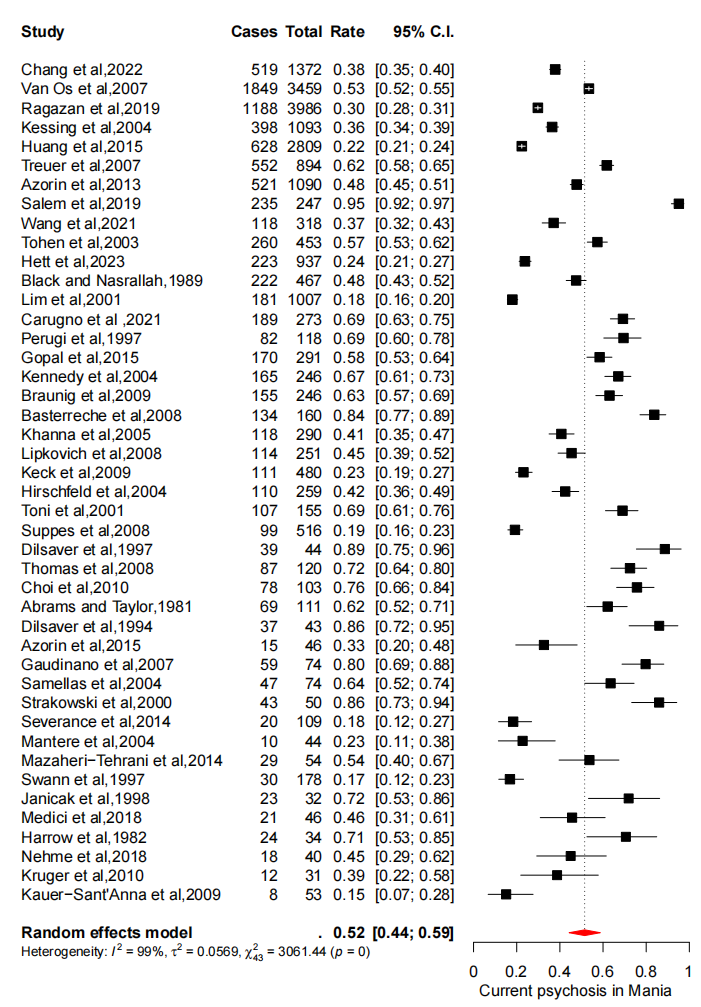 Study Cases Total Rate 95% C.I.
Chang et al,2022 519 1372 0.38 [0.35; 0.40]
Van Os et al,2007 1849 3459 0.53 [0.52; 0.55]
Ragazan et al,2019 1188 3986 0.30 [0.28; 0.31]
Kessing et al,2004 398 1093 0.36 [0.34; 0.39]
Huang et al,2015 628 2809 0.22 [0.21; 0.24]
Treuer et al,2007 552 894 0.62 [0.58; 0.65]
Azorin et al,2013 521 1090 0.48 [0.45; 0.51]
Salem et al,2019 235 247 0.95 [0.92; 0.97]
Wang et al,2021 118 318 0.37 [0.32; 0.43]
Tohen et al,2003 260 453 0.57 [0.53; 0.62]
Hett et al,2023 223 937 0.24 [0.21; 0.27]
Black and Nasrallah,1989 222 467 0.48 [0.43; 0.52]
Lim et al,2001 181 1007 0.18 [0.16; 0.20]
Carugno et al ,2021 189 273 0.69 [0.63; 0.75]
Perugi et al,1997 82 118 0.69 [0.60; 0.78]
Gopal et al,2015 170 291 0.58 [0.53; 0.64]
Kennedy et al,2004 165 246 0.67 [0.61; 0.73]
Braunig et al,2009 155 246 0.63 [0.57; 0.69]
Basterreche et al,2008 134 160 0.84 [0.77; 0.89]
Khanna et al,2005 118 290 0.41 [0.35; 0.47]
Lipkovich et al,2008 114 251 0.45 [0.39; 0.52]
Keck et al,2009 111 480 0.23 [0.19; 0.27]
Hirschfeld et al,2004 110 259 0.42 [0.36; 0.49]
Toni et al,2001 107 155 0.69 [0.61; 0.76]
Suppes et al,2008 99 516 0.19 [0.16; 0.23]
Dilsaver et al,1997 39 44 0.89 [0.75; 0.96]
Thomas et al,2008 87 120 0.72 [0.64; 0.80]
Choi et al,2010 78 103 0.76 [0.66; 0.84]
Abrams and Taylor,1981 69 111 0.62 [0.52; 0.71]
Dilsaver et al,1994 37 43 0.86 [0.72; 0.95]
Azorin et al,2015 15 46 0.33 [0.20; 0.48]
Gaudinano et al,2007 59 74 0.80 [0.69; 0.88]
Samellas et al,2004 47 74 0.64 [0.52; 0.74]
Strakowski et al,2000 43 50 0.86 [0.73; 0.94]
Severance et al,2014 20 109 0.18 [0.12; 0.27]
Mantere et al,2004 10 44 0.23 [0.11; 0.38]
Mazaheri−Tehrani et al,2014 29 54 0.54 [0.40; 0.67]
Swann et al,1997 30 178 0.17 [0.12; 0.23]
Janicak et al,1998 23 32 0.72 [0.53; 0.86]
Medici et al,2018 21 46 0.46 [0.31; 0.61]
Harrow et al,1982 24 34 0.71 [0.53; 0.85]
Nehme et al,2018 18 40 0.45 [0.29; 0.62]
Kruger et al,2010 12 31 0.39 [0.22; 0.58]
Kauer-Sant'Anna et al,2009 8 53 0.15 [0.07; 0.28]
Random effects model . 0.52 [0.44; 0.59]
Heterogeneity: I² = 99%, τ² = 0.0569, χ²₄₃ = 3061.44 (p = 0)
0 0.2 0.4 0.6 0.8 1
Current psychosis in Mania